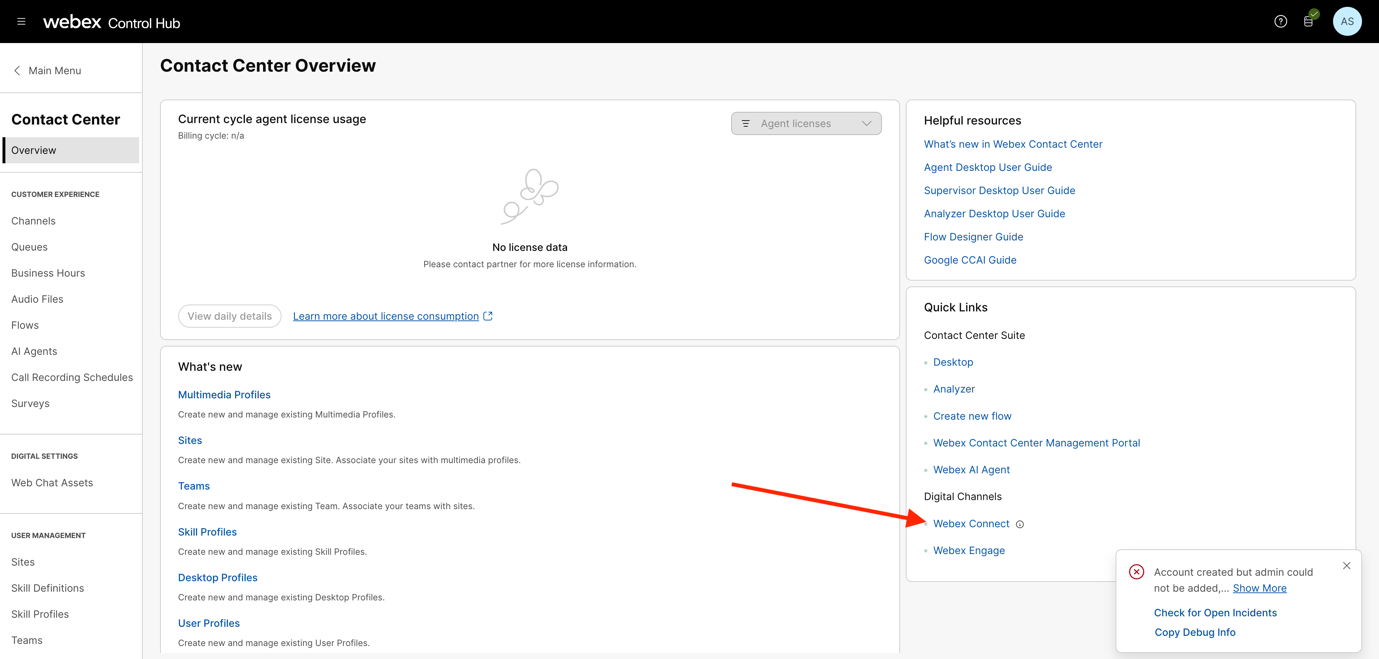 webex Control Hub
AS
Main Menu
Contact Center
Overview
CUSTOMER EXPERIENCE
Channels
Queues
Business Hours
Audio Files
Flows
AI Agents
Call Recording Schedules
Surveys
DIGITAL SETTINGS
Web Chat Assets
USER MANAGEMENT
Sites
Skill Definitions
Skill Profiles
Teams
Contact Center Overview
Current cycle agent license usage
Billing cycle: n/a
Agent licenses
No license data
Please contact partner for more license information.
View daily details
Learn more about license consumption
What's new
Multimedia Profiles
Create new and manage existing Multimedia Profiles.
Sites
Create new and manage existing Site. Associate your sites with multimedia profiles.
Teams
Create new and manage existing Team. Associate your teams with sites.
Skill Profiles
Create new and manage existing Skill Profiles.
Desktop Profiles
Create new and manage existing Desktop Profiles.
User Profiles
Create new and manage existing User Profiles.
Helpful resources
What's new in Webex Contact Center
Agent Desktop User Guide
Supervisor Desktop User Guide
Analyzer Desktop User Guide
Flow Designer Guide
Google CCAI Guide
Quick Links
Contact Center Suite
Desktop
Analyzer
Create new flow
Webex Contact Center Management Portal
Webex AI Agent
Digital Channels
Webex Connect
Webex Engage
Account created but admin could
not be added,... Show More
Check for Open Incidents
Copy Debug Info